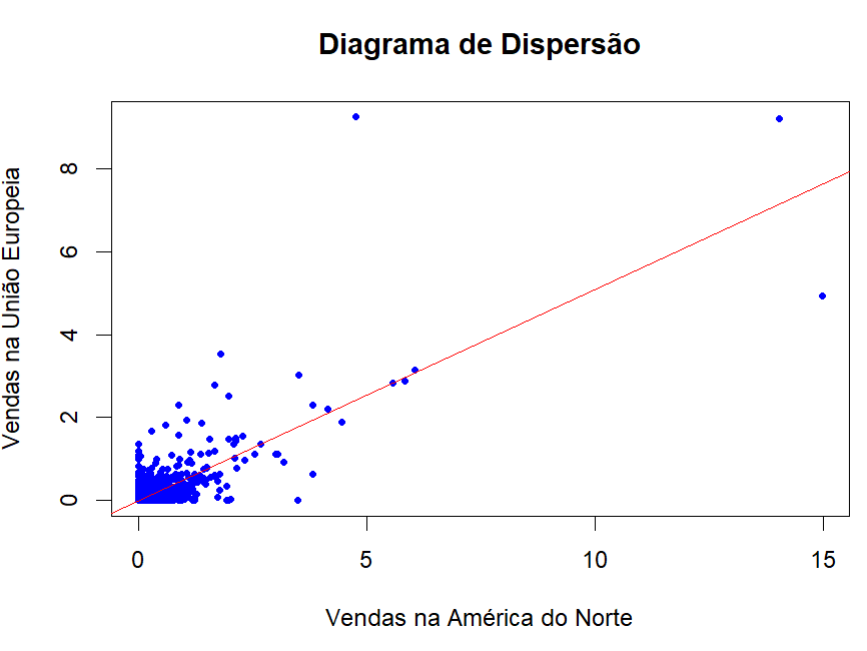 Diagrama de Dispersão
Vendas na União Europeia
8
6
4
2
0
0 5 10 15
Vendas na América do Norte